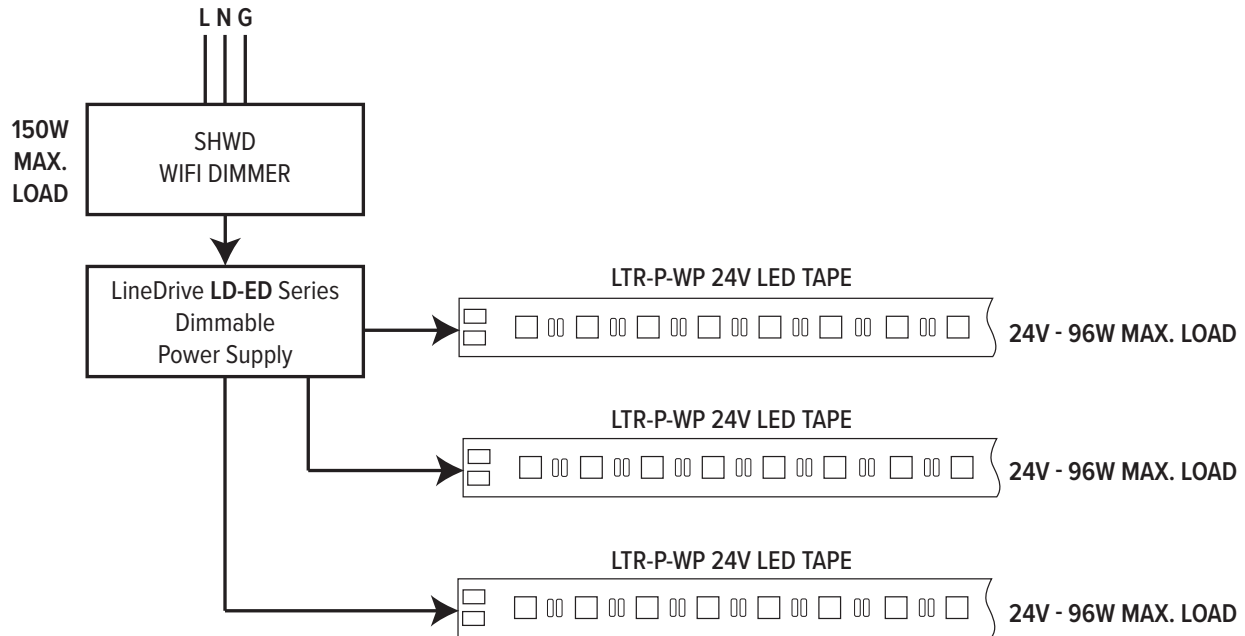 L N G
150W
MAX.
LOAD
SHWD
WIFI DIMMER
LineDrive LD-ED Series
Dimmable
Power Supply
LTR-P-WP 24V LED TAPE
24V - 96W MAX. LOAD
LTR-P-WP 24V LED TAPE
24V - 96W MAX. LOAD
LTR-P-WP 24V LED TAPE
24V - 96W MAX. LOAD